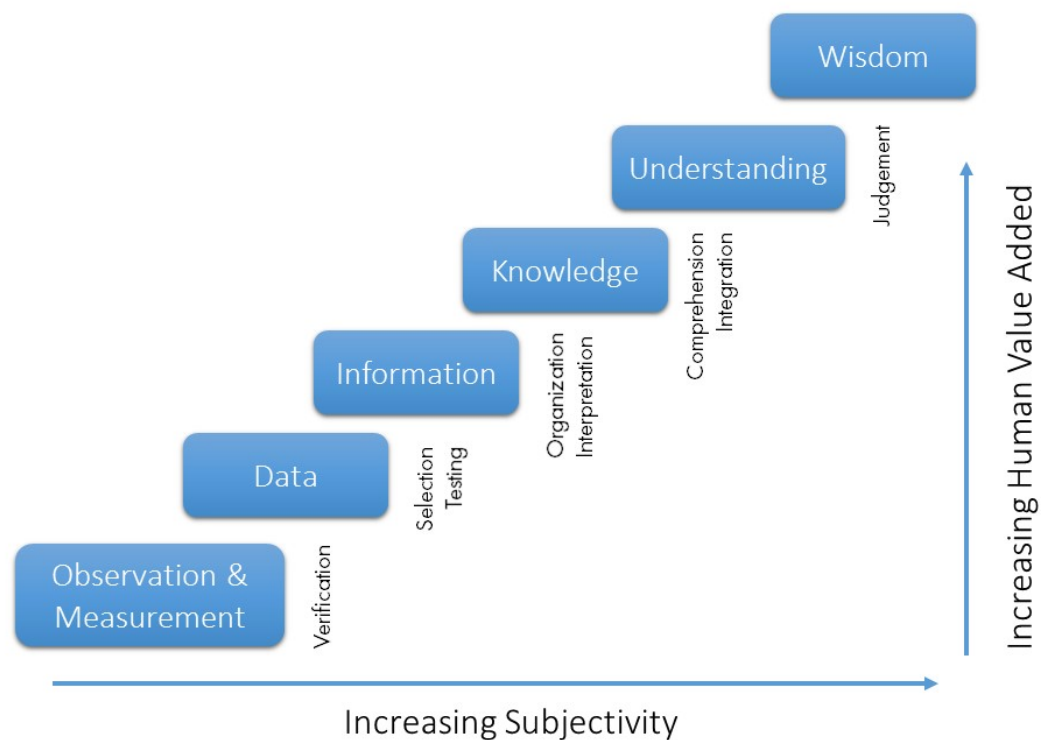 Wisdom
Understanding
Judgement
Knowledge
Comprehension
Integration
Information
Organization
Interpretation
Data
Selection
Testing
Observation &
Measurement
Verification
Increasing Subjectivity
Increasing Human Value Added